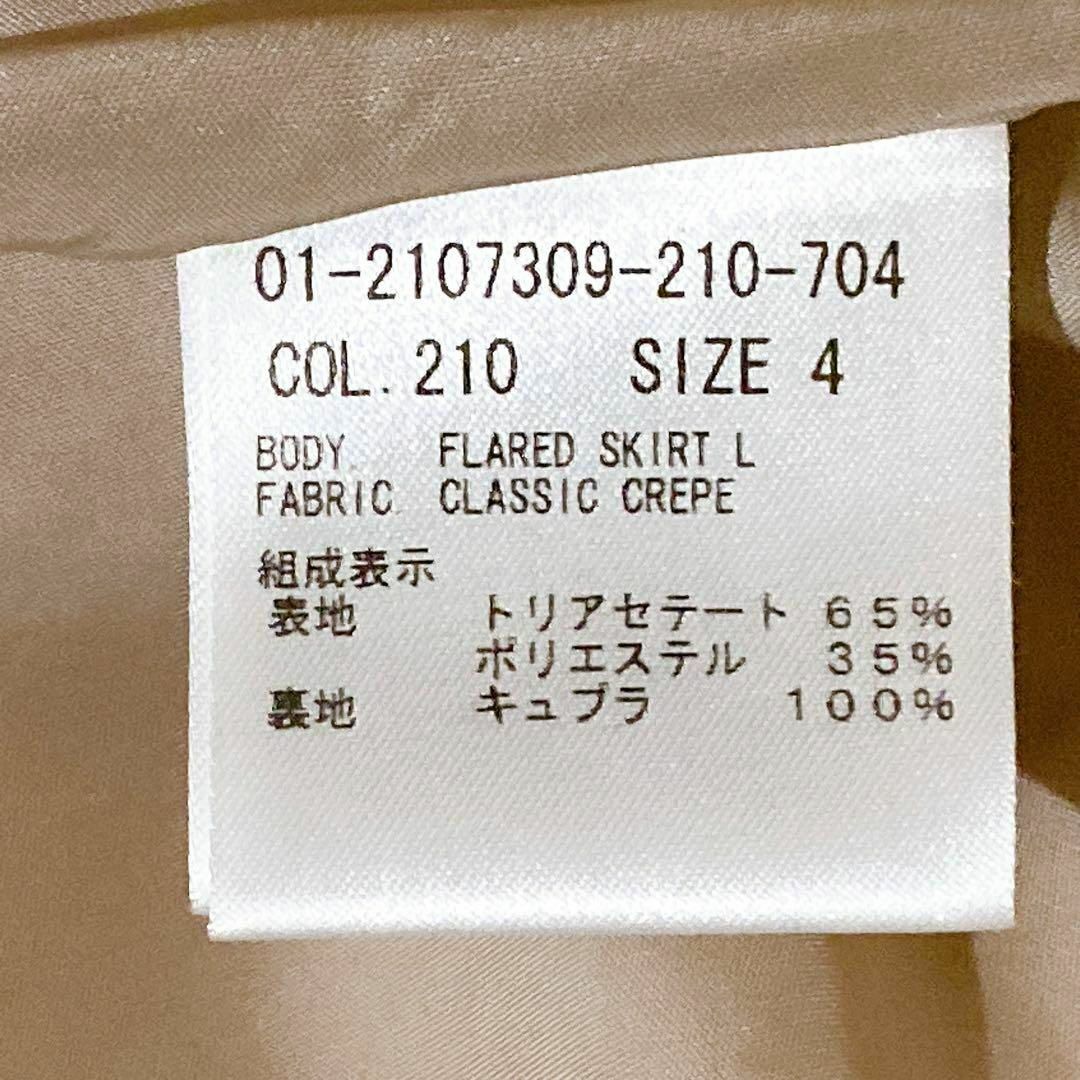 01-2107309-210-704
COL. 210 SIZE 4
BODY. FLARED SKIRT L
FABRIC. CLASSIC CREPE
組成表示
表地 トリアセテート 65%
ポリエステル 35%
裏地 キュプラ 100%